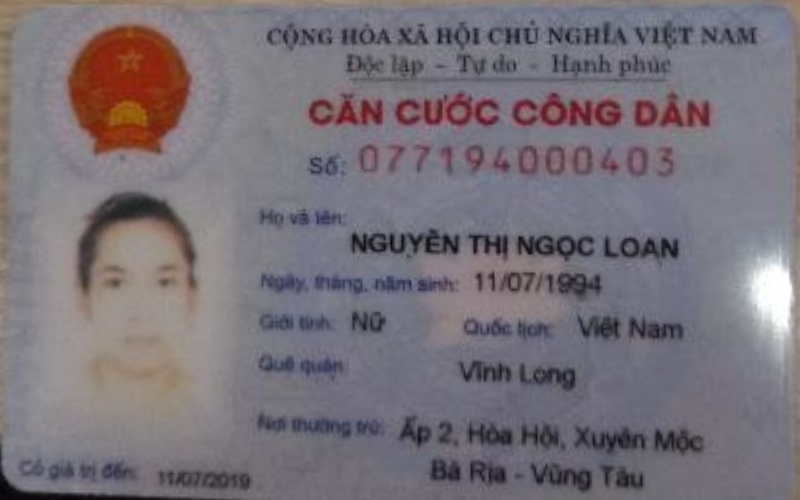 CỘNG HÒA XÃ HỘI CHỦ NGHĨA VIỆT NAM
Độc lập - Tự do - Hạnh phúc
CĂN CƯỚC CÔNG DÂN
Số: 077194000403
Họ và tên:
NGUYỄN THỊ NGỌC LOAN
Ngày, tháng, năm sinh: 11/07/1994
Giới tính: Nữ Quốc tịch: Việt Nam
Quê quán: Vĩnh Long
Nơi thường trú: Ấp 2, Hòa Hội, Xuyên Mộc
Bà Rịa - Vũng Tàu
Có giá trị đến: 11/07/2019